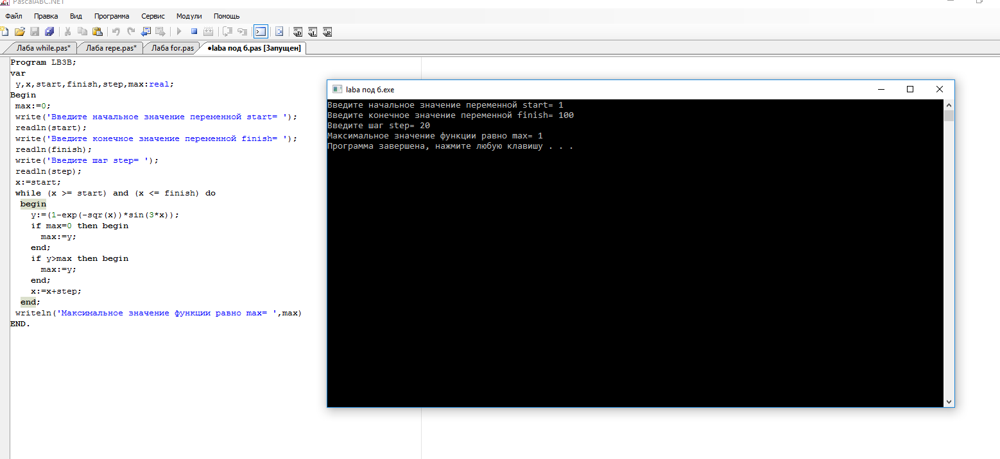 PascalABC.NET
Файл Правка Вид Программа Сервис Модули Помощь
Лаба while.pas* Лаба repe.pas* Лаба for.pas •laba под б.pas [Запущен]
Program LB3B;
var
y,x,start,finish,step,max:real;
Begin
max:=0;
write('Введите начальное значение переменной start= ');
readln(start);
write('Введите конечное значение переменной finish= ');
readln(finish);
write('Введите шаг step= ');
readln(step);
x:=start;
while (x >= start) and (x <= finish) do
begin
y:=(1-exp(-sqr(x))*sin(3*x));
if max=0 then begin
max:=y;
end;
if y>max then begin
max:=y;
end;
x:=x+step;
end;
writeln('Максимальное значение функции равно max= ',max)
END.
laba под б.exe
Введите начальное значение переменной start= 1
Введите конечное значение переменной finish= 100
Введите шаг step= 20
Максимальное значение функции равно max= 1
Программа завершена, нажмите любую клавишу . . .